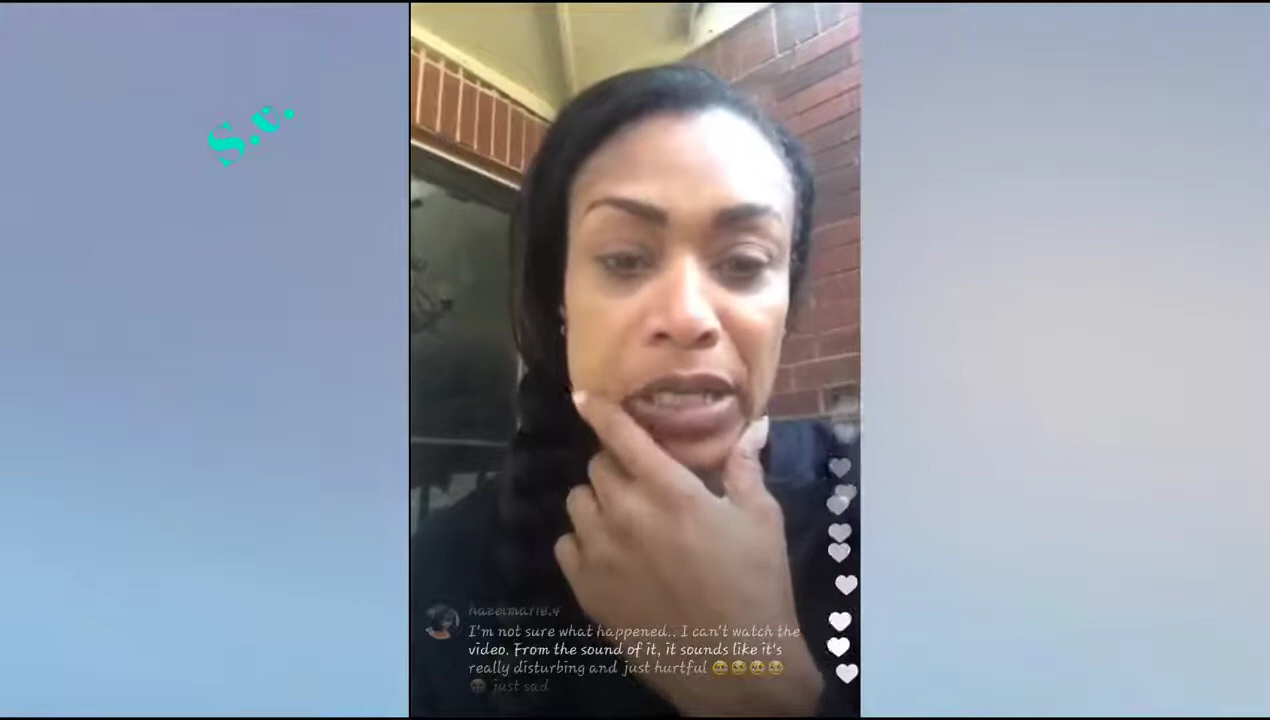 S.v.
hazelmarie.y
I'm not sure what happened.. I can't watch the
video. From the sound of it, it sounds like it's
really disturbing and just hurtful 😢😢😢😢
😢 just sad